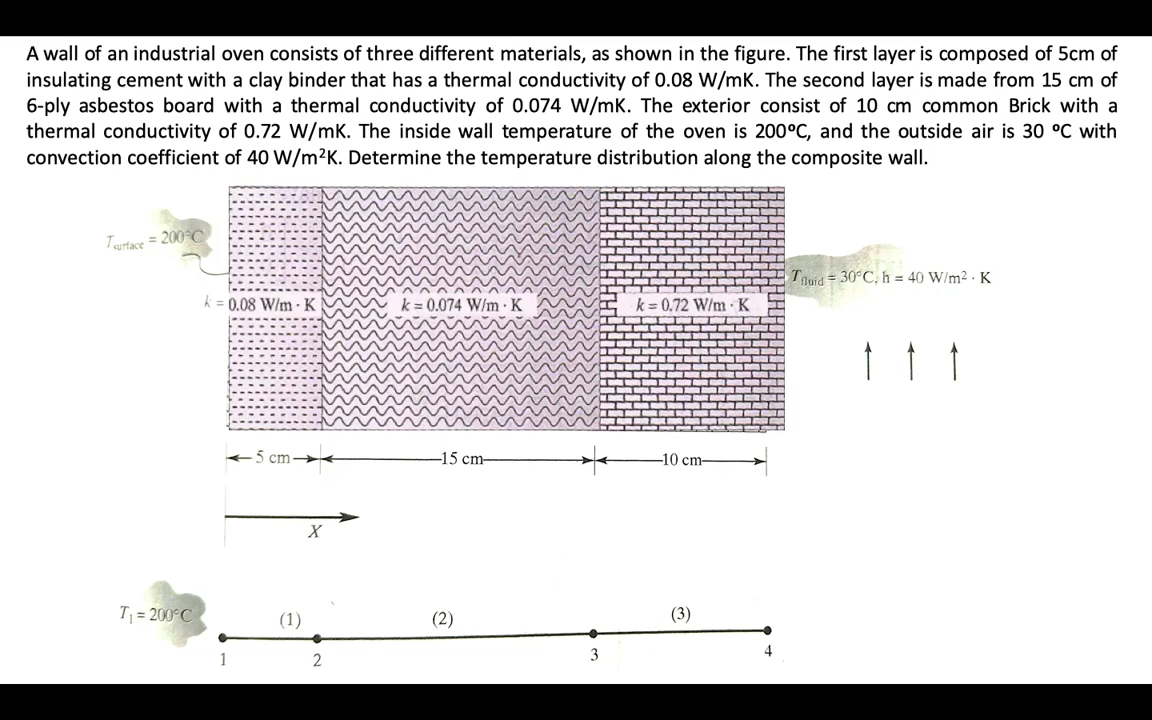 A wall of an industrial oven consists of three different materials, as shown in the figure. The first layer is composed of 5cm of
insulating cement with a clay binder that has a thermal conductivity of 0.08 W/mK. The second layer is made from 15 cm of
6-ply asbestos board with a thermal conductivity of 0.074 W/mK. The exterior consist of 10 cm common Brick with a
thermal conductivity of 0.72 W/mK. The inside wall temperature of the oven is 200ºC, and the outside air is 30 ºC with
convection coefficient of 40 W/m²K. Determine the temperature distribution along the composite wall.
Tsurface = 200°C
Tfluid = 30°C, h = 40 W/m² · K
k = 0.08 W/m · K
k = 0.074 W/m · K
k = 0.72 W/m · K
5 cm
15 cm
10 cm
X
T₁ = 200°C
(1)
(2)
(3)
1
2
3
4